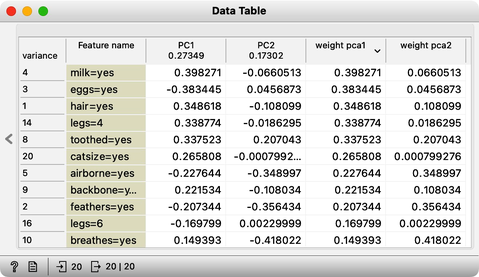 Data Table
Feature name PC1 PC2 weight pca1 weight pca2
variance 0.27349 0.17302
4 milk=yes 0.398271 -0.0660513 0.398271 0.0660513
3 eggs=yes -0.383445 0.0456873 0.383445 0.0456873
1 hair=yes 0.348618 -0.108099 0.348618 0.108099
14 legs=4 0.338774 -0.0186295 0.338774 0.0186295
8 toothed=yes 0.337523 0.207043 0.337523 0.207043
20 catsize=yes 0.265808 -0.0007992... 0.265808 0.000799276
5 airborne=yes -0.227644 -0.348997 0.227644 0.348997
9 backbone=y... 0.221534 -0.108034 0.221534 0.108034
2 feathers=yes -0.207344 -0.356434 0.207344 0.356434
16 legs=6 -0.169799 0.00229999 0.169799 0.00229999
10 breathes=yes 0.149393 -0.418022 0.149393 0.418022
? 20 20 | 20